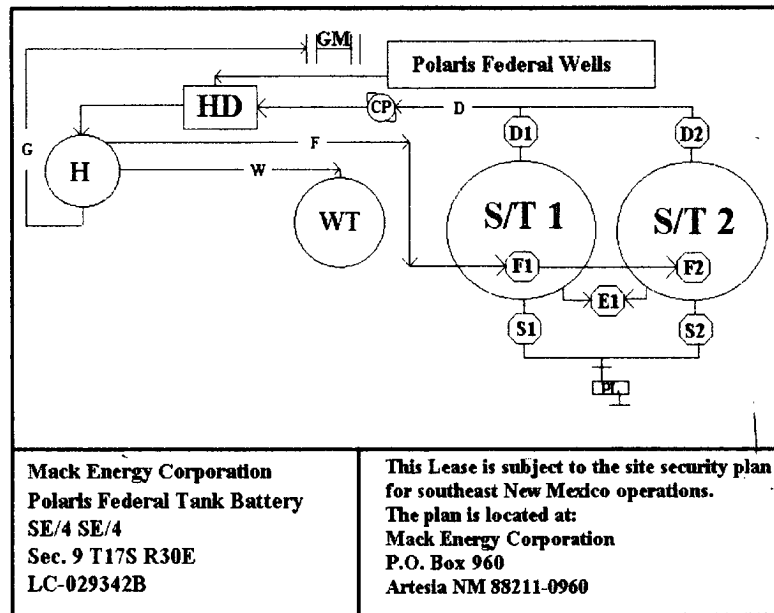 GM
Polaris Federal Wells
HD
CP
D
D1
D2
G
F
H
W
WT
S/T 1
S/T 2
F1
F2
E1
S1
S2
PL
Mack Energy Corporation
Polaris Federal Tank Battery
SE/4 SE/4
Sec. 9 T17S R30E
LC-029342B
This Lease is subject to the site security plan
for southeast New Mexico operations.
The plan is located at:
Mack Energy Corporation
P.O. Box 960
Artesia NM 88211-0960